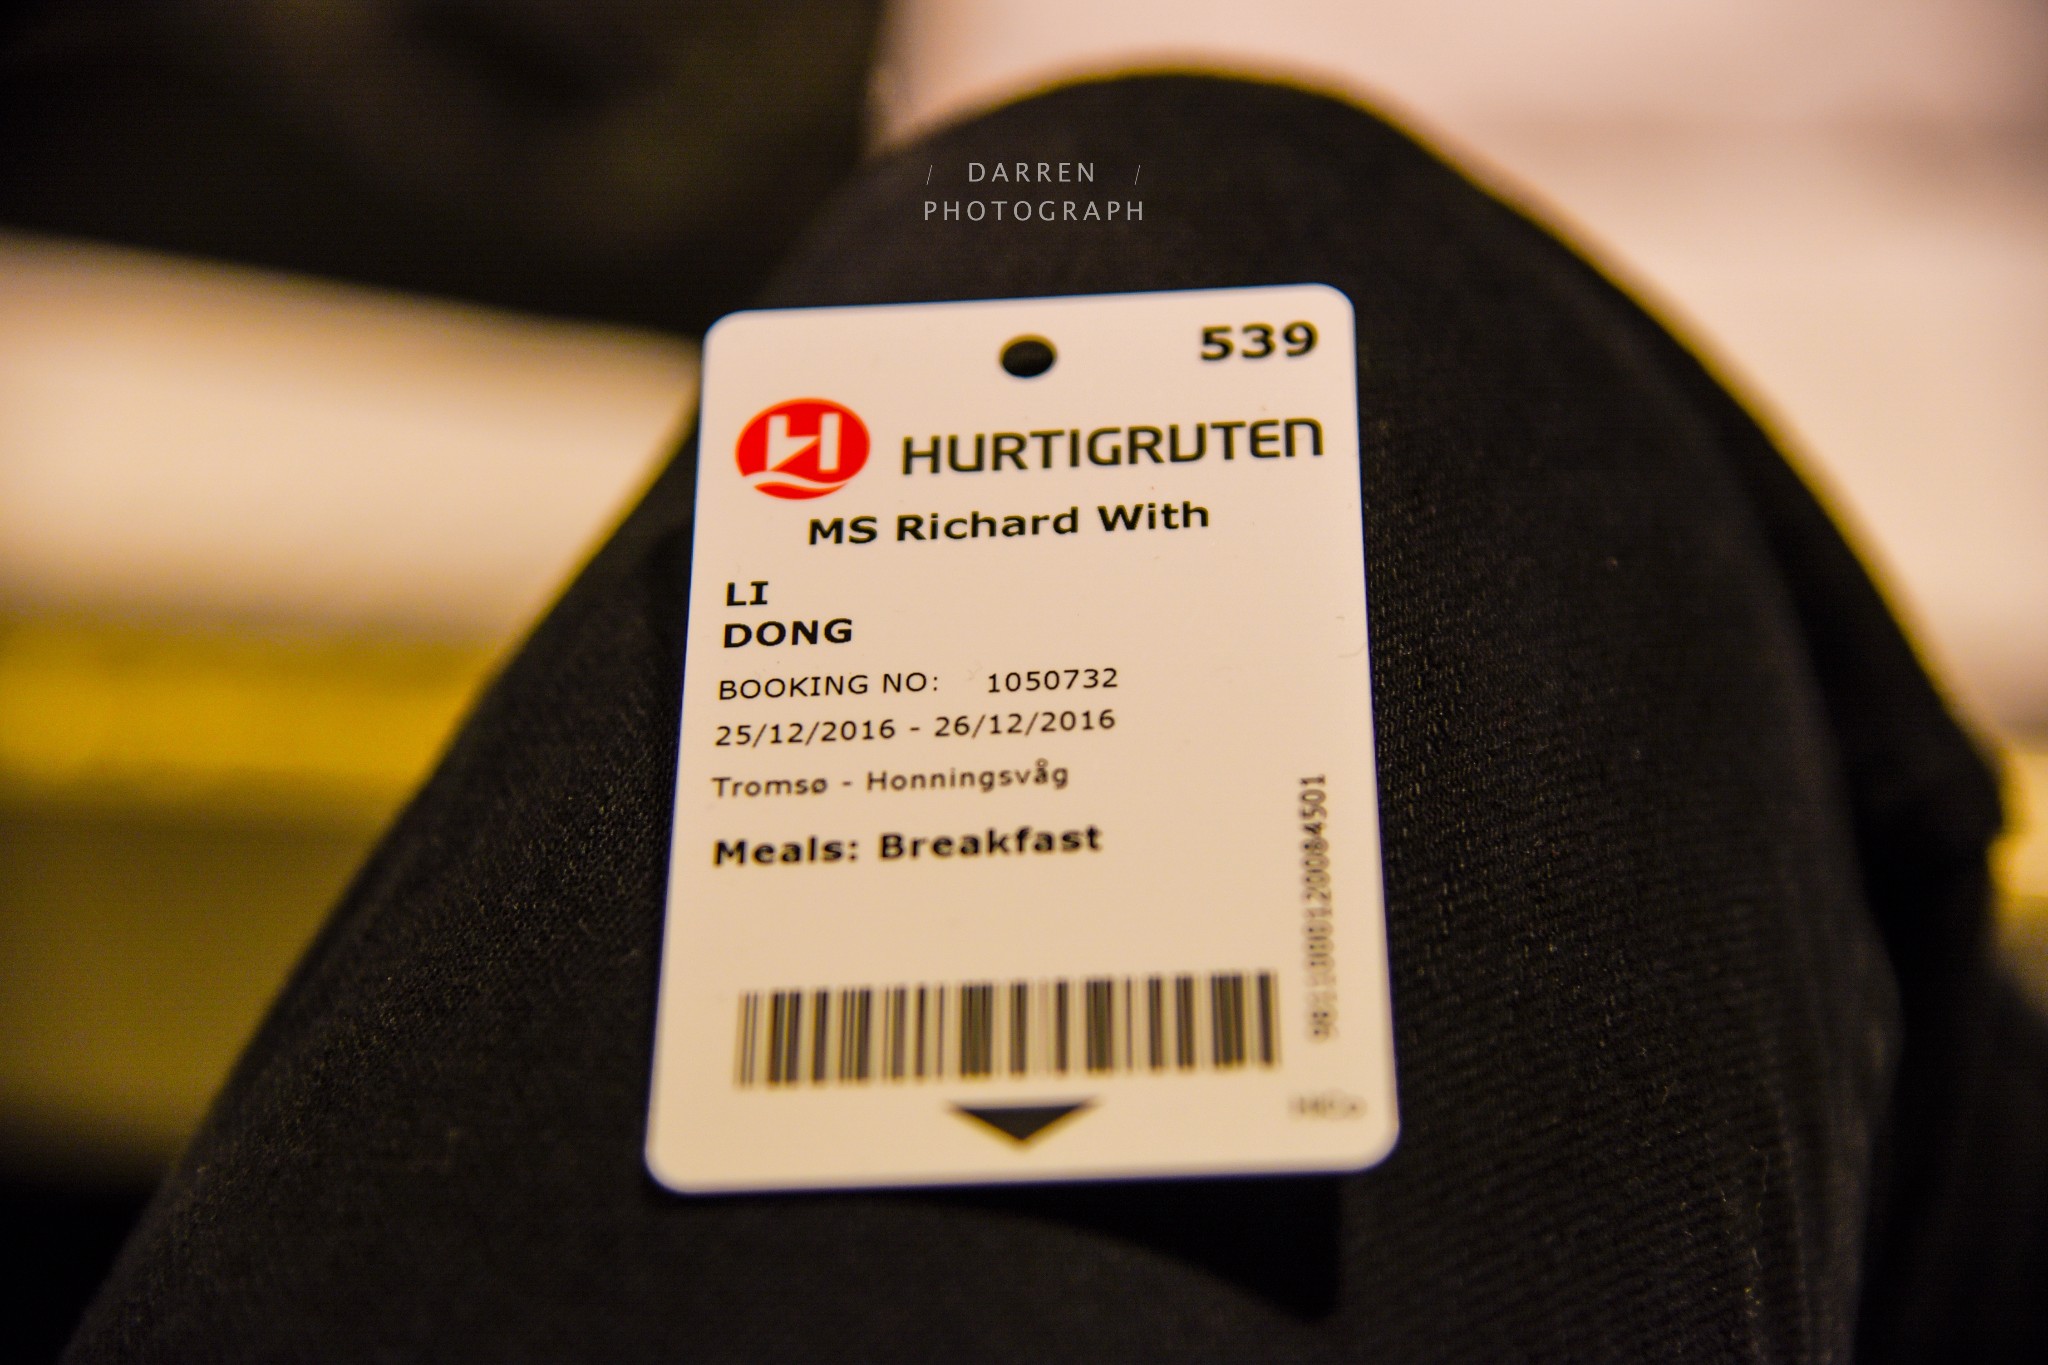 / DARREN /
PHOTOGRAPH
539
HURTIGRUTEN
MS Richard With
LI
DONG
BOOKING NO: 1050732
25/12/2016 - 26/12/2016
Tromsø - Honningsvåg
Meals: Breakfast